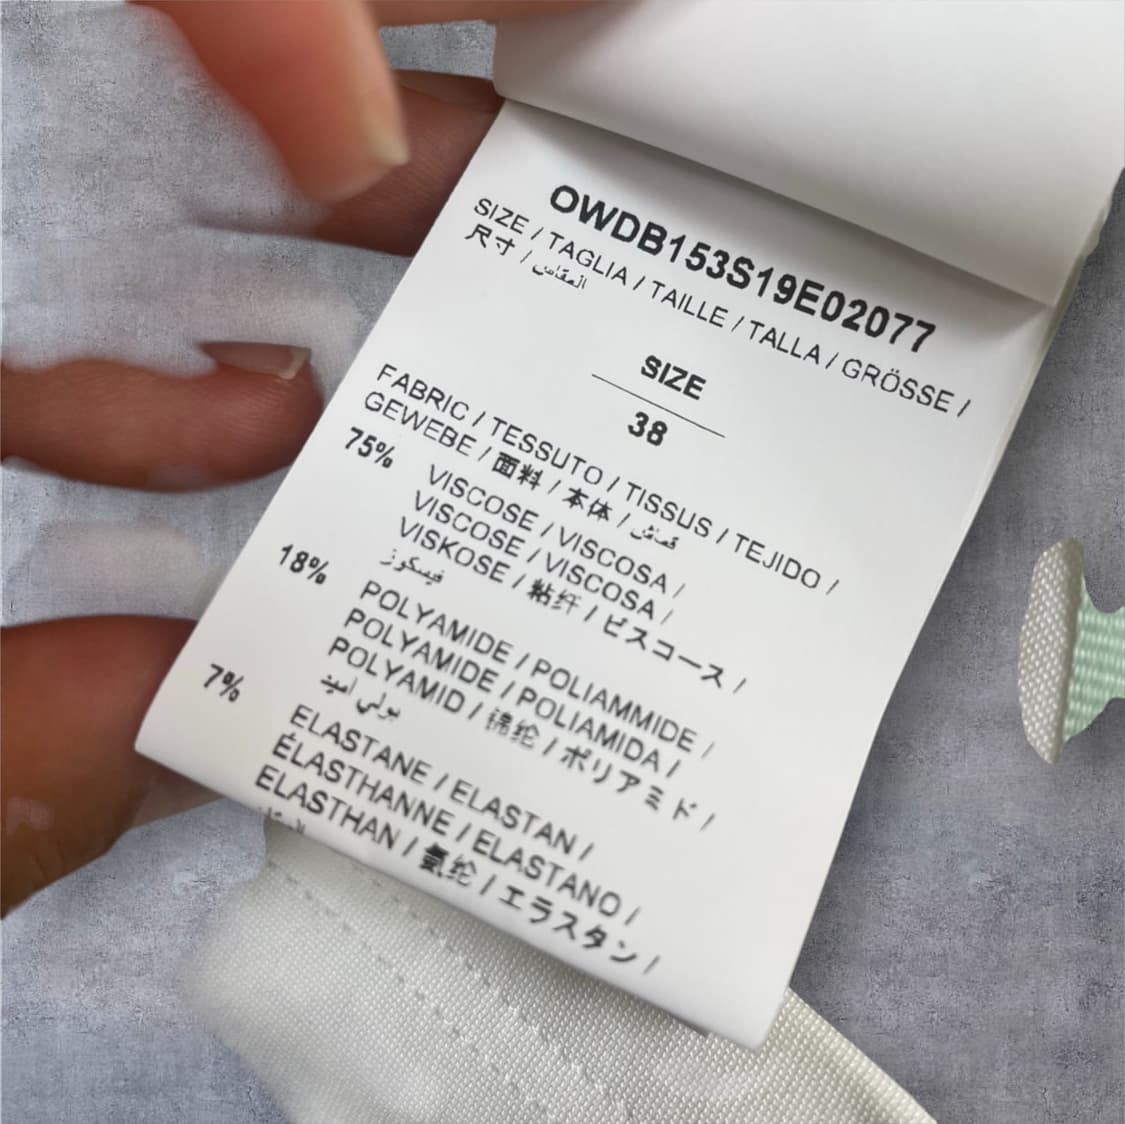 OWDB153S19E02077
SIZE / TAGLIA / TAILLE / TALLA / GRÖSSE /
尺寸 / المقاس
SIZE
38
FABRIC / TESSUTO / TISSUS / TEJIDO /
GEWEBE / 面料 / 本体 / قماش
75% VISCOSE / VISCOSA /
VISCOSE / VISCOSA /
VISKOSE / 粘纤 / ビスコース /
فيسكوز
18% POLYAMIDE / POLIAMMIDE /
POLYAMIDE / POLIAMIDA /
POLYAMID / 锦纶 / ポリアミド /
بولي اميد
7% ELASTANE / ELASTAN /
ÉLASTHANNE / ELASTANO /
ELASTHAN / 氨纶 / エラスタン /